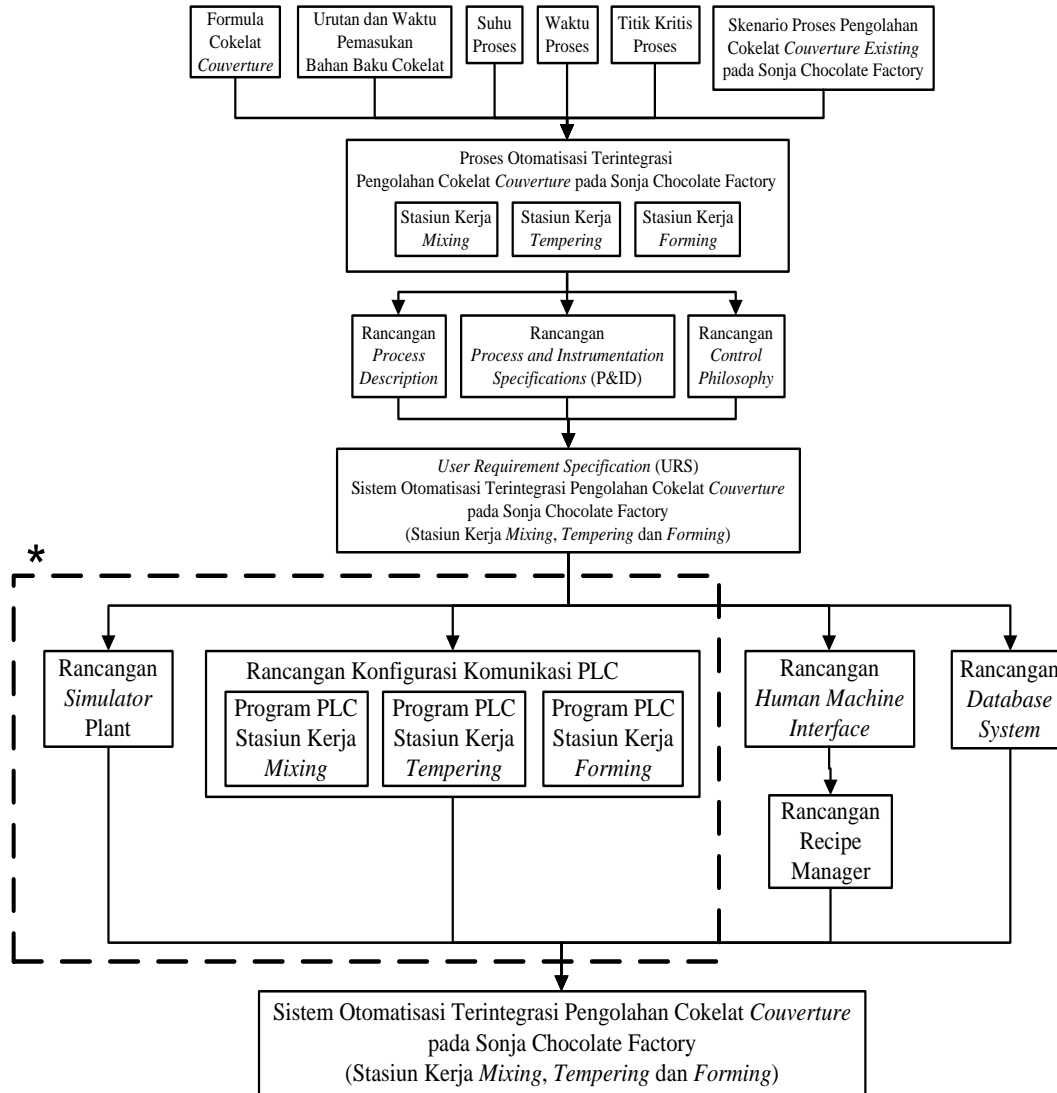 Formula
Cokelat
Couverture
Urutan dan Waktu
Pemasukan
Bahan Baku Cokelat
Suhu
Proses
Waktu
Proses
Titik Kritis
Proses
Skenario Proses Pengolahan
Cokelat Couverture Existing
pada Sonja Chocolate Factory
Proses Otomatisasi Terintegrasi
Pengolahan Cokelat Couverture pada Sonja Chocolate Factory
Stasiun Kerja
Mixing
Stasiun Kerja
Tempering
Stasiun Kerja
Forming
Rancangan
Process
Description
Rancangan
Process and Instrumentation
Specifications (P&ID)
Rancangan
Control
Philosophy
User Requirement Specification (URS)
Sistem Otomatisasi Terintegrasi Pengolahan Cokelat Couverture
pada Sonja Chocolate Factory
(Stasiun Kerja Mixing, Tempering dan Forming)
*
Rancangan
Simulator
Plant
Rancangan Konfigurasi Komunikasi PLC
Program PLC
Stasiun Kerja
Mixing
Program PLC
Stasiun Kerja
Tempering
Program PLC
Stasiun Kerja
Forming
Rancangan
Human Machine
Interface
Rancangan
Database
System
Rancangan
Recipe
Manager
Sistem Otomatisasi Terintegrasi Pengolahan Cokelat Couverture
pada Sonja Chocolate Factory
(Stasiun Kerja Mixing, Tempering dan Forming)